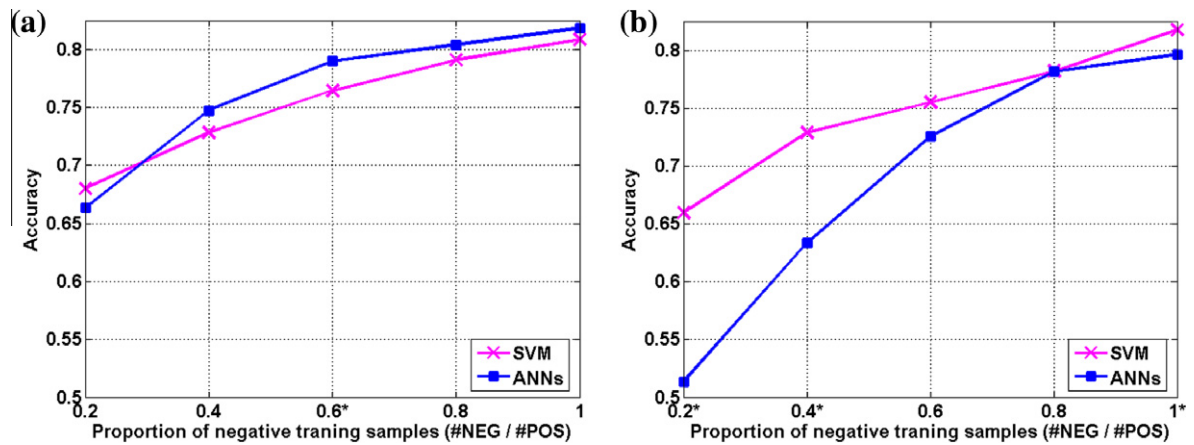 (a)
0.8
0.75
0.7
0.65
0.6
0.55
0.5
Accuracy
SVM
ANNs
0.2 0.4 0.6* 0.8 1
Proportion of negative traning samples (#NEG / #POS)
(b)
0.8
0.75
0.7
0.65
0.6
0.55
0.5
Accuracy
SVM
ANNs
0.2* 0.4* 0.6 0.8 1*
Proportion of negative traning samples (#NEG / #POS)